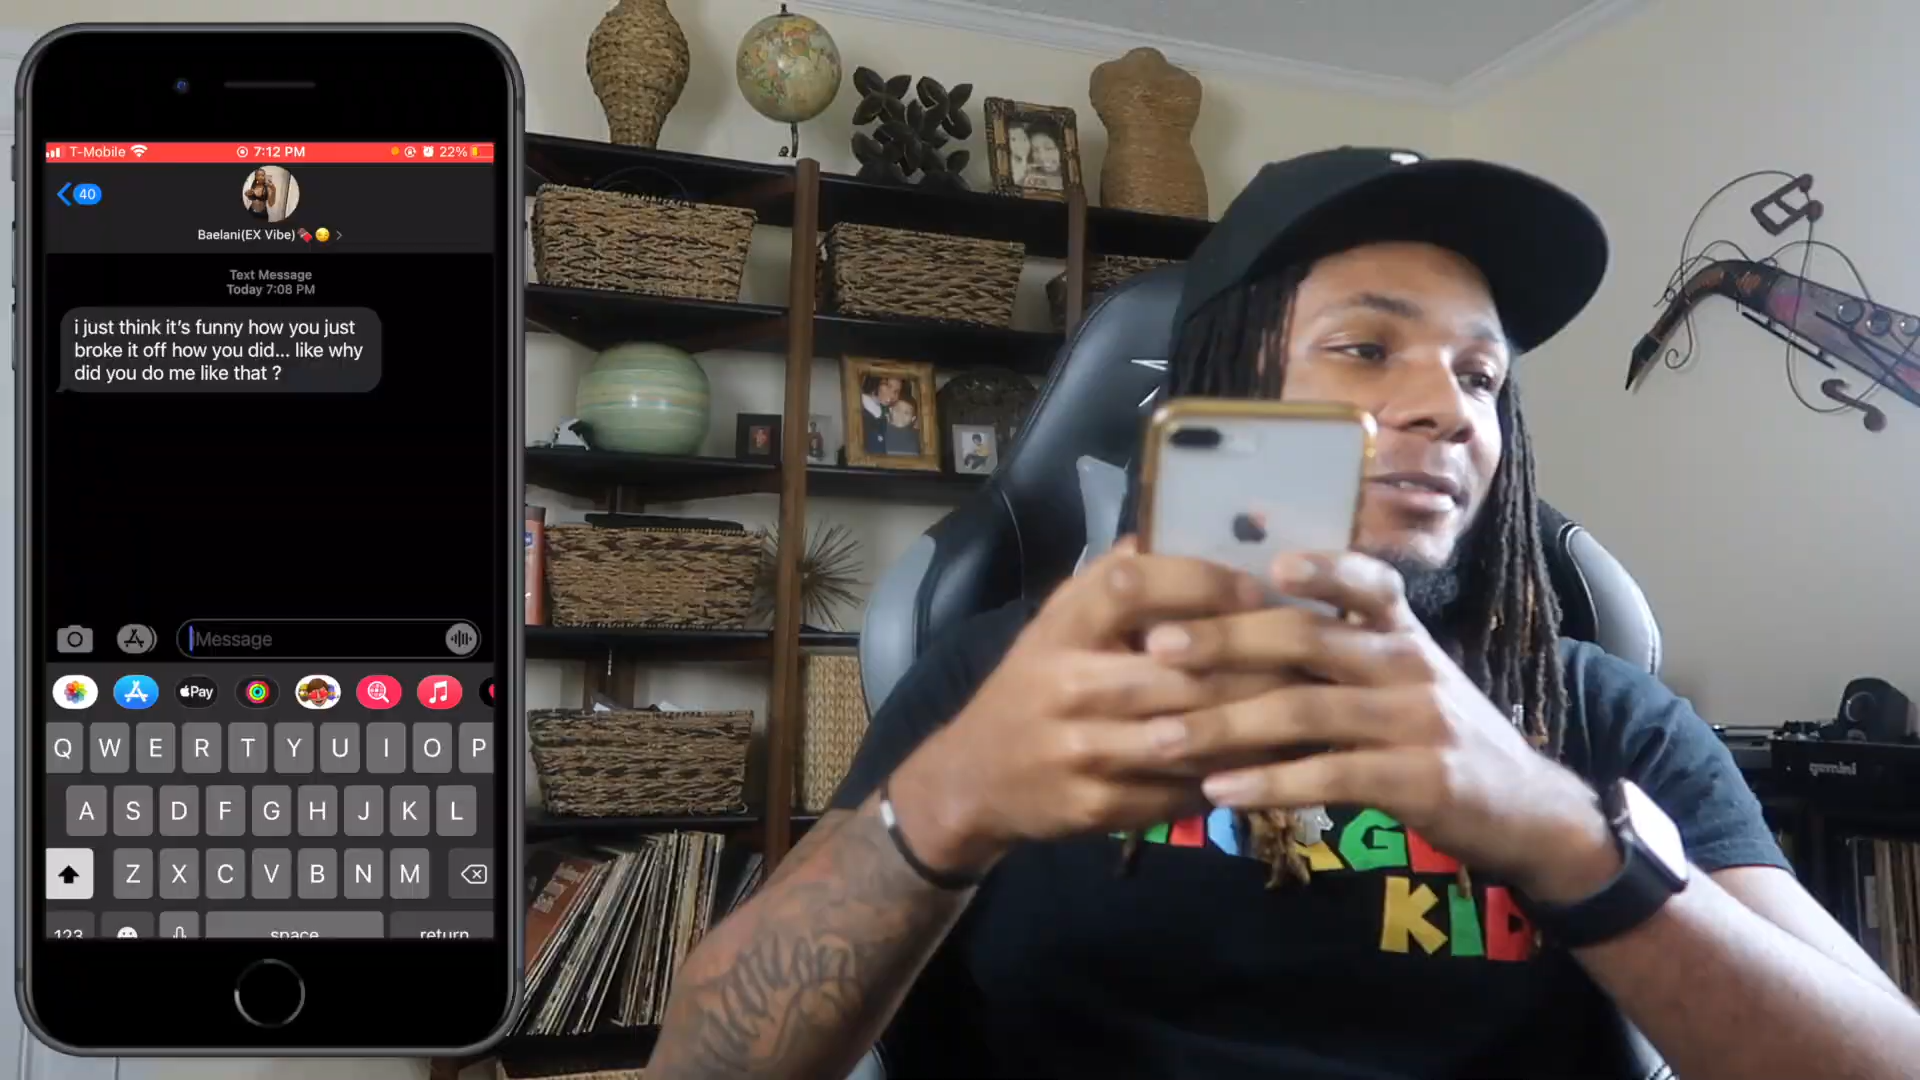 T-Mobile 7:12 PM 22%
40
Baelani(EX Vibe)🍫😏 >
Text Message
Today 7:08 PM
i just think it's funny how you just
broke it off how you did... like why
did you do me like that ?
iMessage
Pay
Q W E R T Y U I O P
A S D F G H J K L
Z X C V B N M
123 space return
gemini
KID